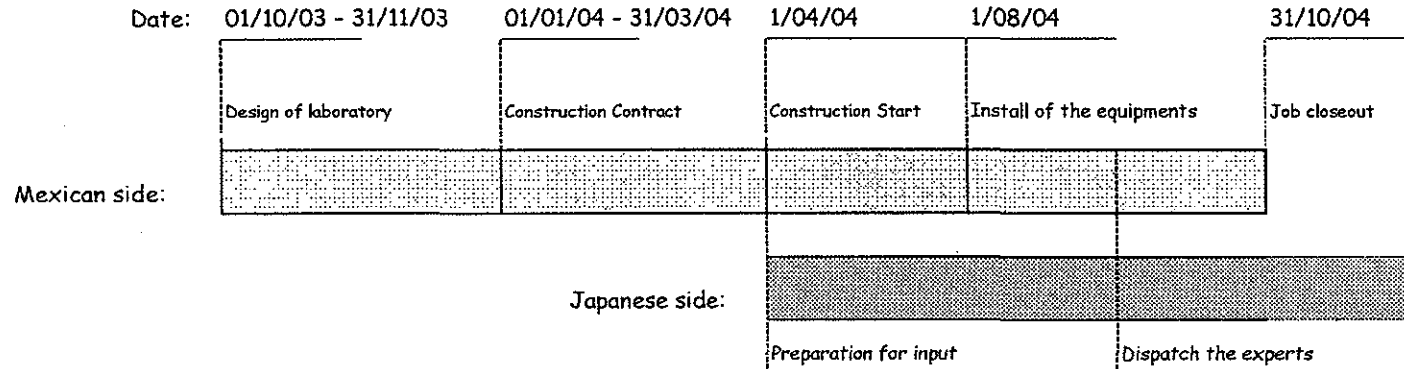 Date: 01/10/03 - 31/11/03 01/01/04 - 31/03/04 1/04/04 1/08/04 31/10/04
Design of laboratory Construction Contract Construction Start Install of the equipments Job closeout
Mexican side:
Japanese side:
Preparation for input Dispatch the experts